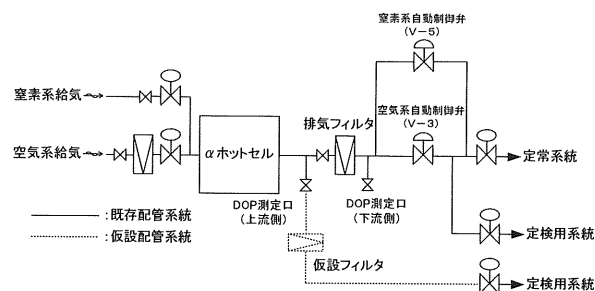 窒素系自動制御弁
(V-5)
窒素系給気
空気系自動制御弁
(V-3)
排気フィルタ
空気系給気
αホットセル
定常系統
DOP測定口
(上流側)
DOP測定口
(下流側)
:既存配管系統
:仮設配管系統
定検用系統
仮設フィルタ
定検用系統